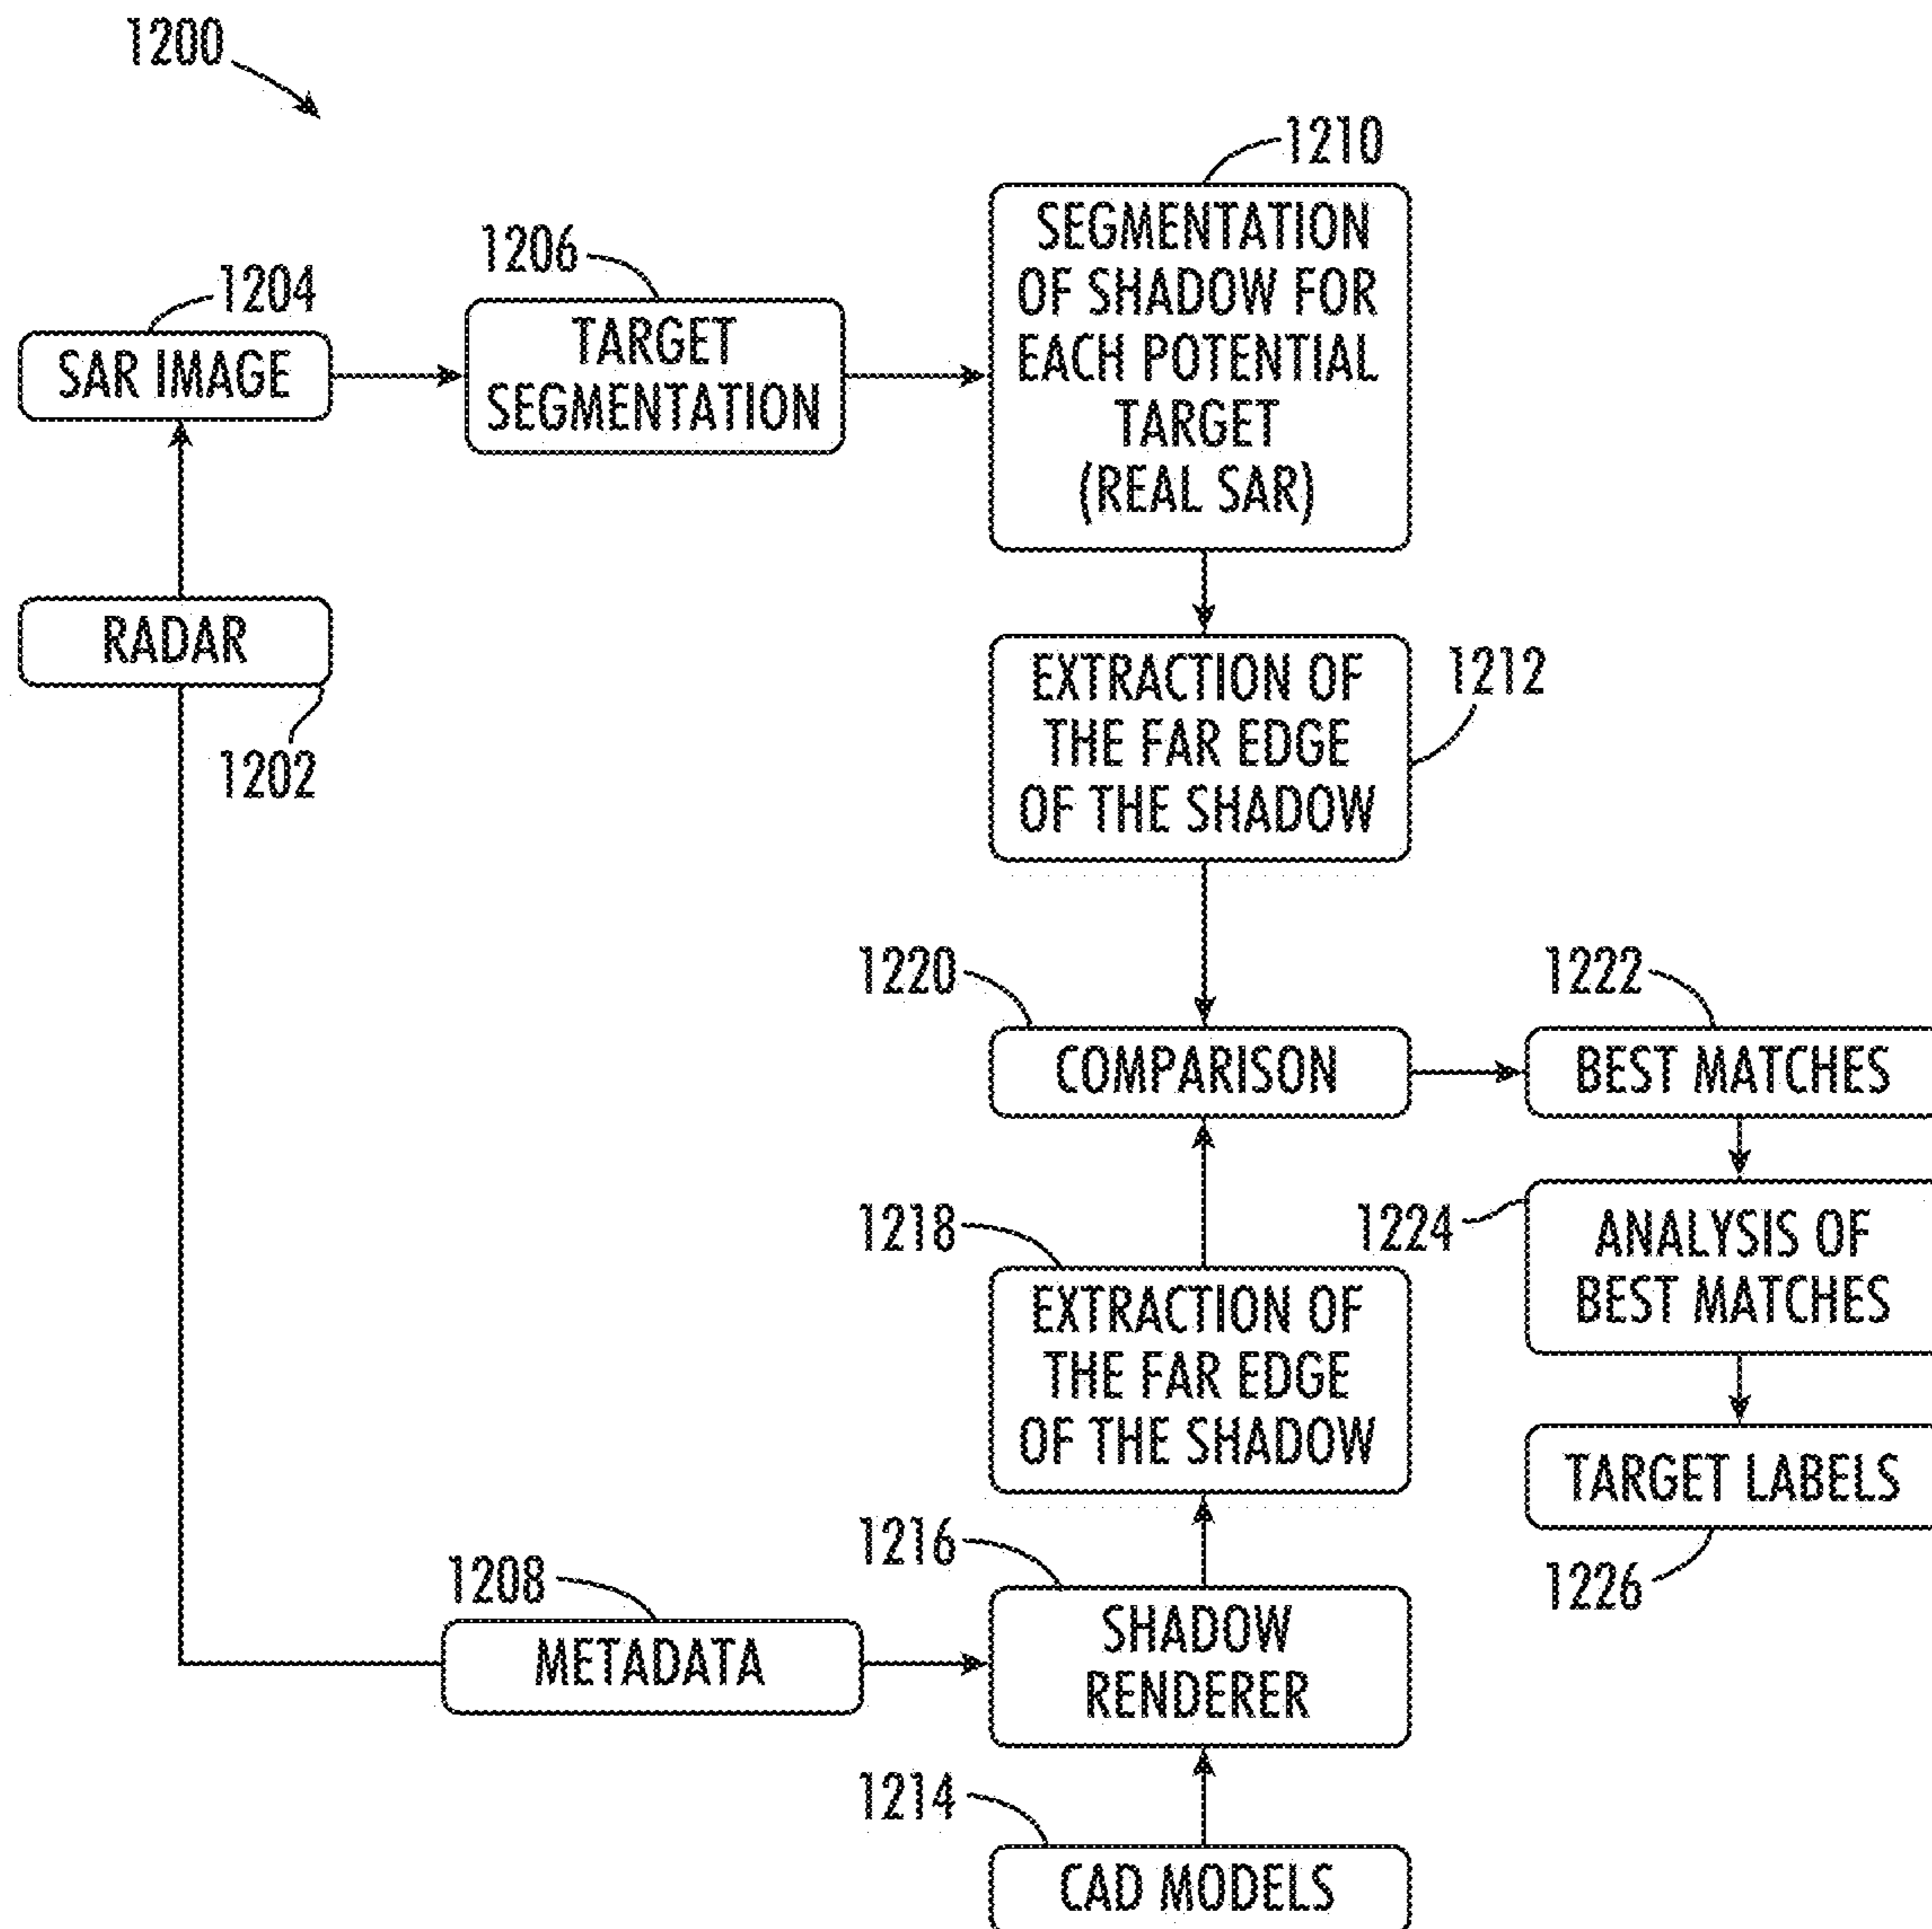 1200
1210
SEGMENTATION
OF SHADOW FOR
EACH POTENTIAL
TARGET
(REAL SAR)
1206
TARGET
SEGMENTATION
1204
SAR IMAGE
RADAR
1202
1212
EXTRACTION OF
THE FAR EDGE
OF THE SHADOW
1220
COMPARISON
1222
BEST MATCHES
1218
EXTRACTION OF
THE FAR EDGE
OF THE SHADOW
1224
ANALYSIS OF
BEST MATCHES
TARGET LABELS
1226
1216
SHADOW
RENDERER
1208
METADATA
1214
CAD MODELS